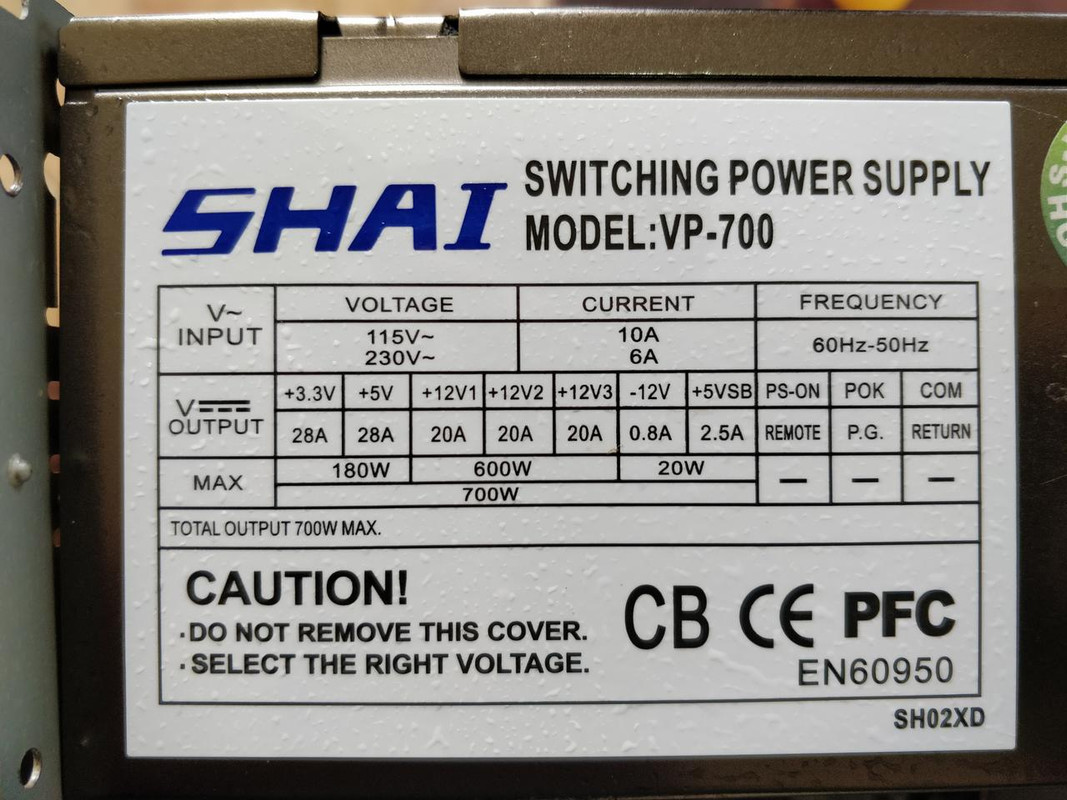 SHAI
SWITCHING POWER SUPPLY
MODEL:VP-700
V~ INPUT VOLTAGE CURRENT FREQUENCY
115V~ 10A 60Hz-50Hz
230V~ 6A
V OUTPUT +3.3V +5V +12V1 +12V2 +12V3 -12V +5VSB PS-ON POK COM
28A 28A 20A 20A 20A 0.8A 2.5A REMOTE P.G. RETURN
MAX 180W 600W 20W — — —
700W
TOTAL OUTPUT 700W MAX.
CAUTION!
·DO NOT REMOVE THIS COVER.
·SELECT THE RIGHT VOLTAGE.
CB CE PFC
EN60950
SH02XD